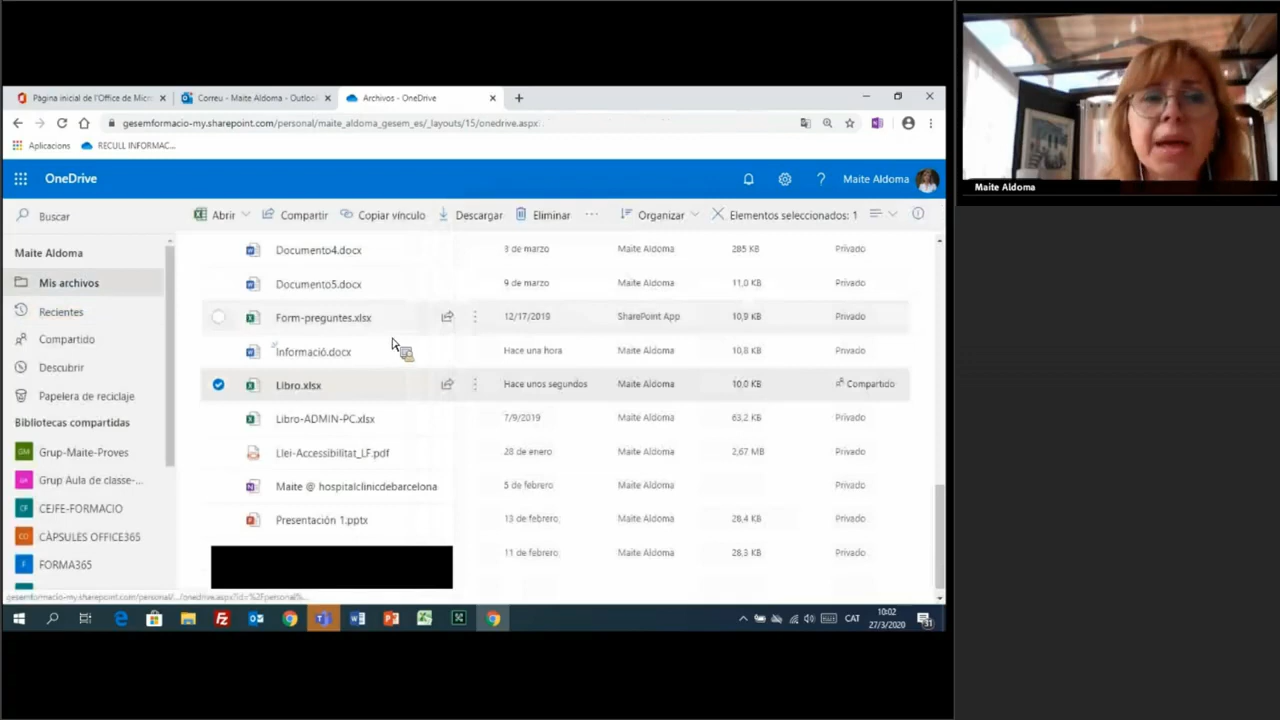 Página inicial de l'Office de Micr
Correu - Maite Aldoma - Outlo
Archivos - OneDrive
gesemformacio-my.sharepoint.com/personal/maite_aldoma_gesem_es/_layouts/15/onedrive.aspx
Aplicacions RECULL INFORMAC...
OneDrive
Maite Aldoma
Buscar
Abrir Compartir Copiar vínculo Descargar Eliminar ··· Organizar Elementos seleccionados: 1
Maite Aldoma
Mis archivos
Recientes
Compartido
Descubrir
Papelera de reciclaje
Bibliotecas compartidas
GM Grup-Maite-Proves
Grup Aula de classe-...
CF CEJFE-FORMACIO
CO CÀPSULES OFFICE365
F FORMA365
Documento4.docx 3 de marzo Maite Aldoma 285 KB Privado
Documento5.docx 9 de marzo Maite Aldoma 11,0 KB Privado
Form-preguntes.xlsx 12/17/2019 SharePoint App 10,9 KB Privado
Informació.docx Hace una hora Maite Aldoma 10,8 KB Privado
Libro.xlsx Hace unos segundos Maite Aldoma 10,0 KB Compartido
Libro-ADMIN-PC.xlsx 7/9/2019 Maite Aldoma 63,2 KB Privado
Llei-Accessibilitat_LF.pdf 28 de enero Maite Aldoma 2,67 MB Privado
Maite @ hospitalclinicdebarcelona 5 de febrero Maite Aldoma Privado
Presentación 1.pptx 13 de febrero Maite Aldoma 28,4 KB Privado
11 de febrero Maite Aldoma 28,3 KB Privado
CAT
10:02
27/3/2020
Maite Aldoma